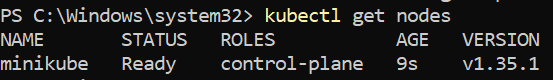 PS C:\Windows\system32> kubectl get nodes
NAME       STATUS   ROLES           AGE   VERSION
minikube   Ready    control-plane   9s    v1.35.1